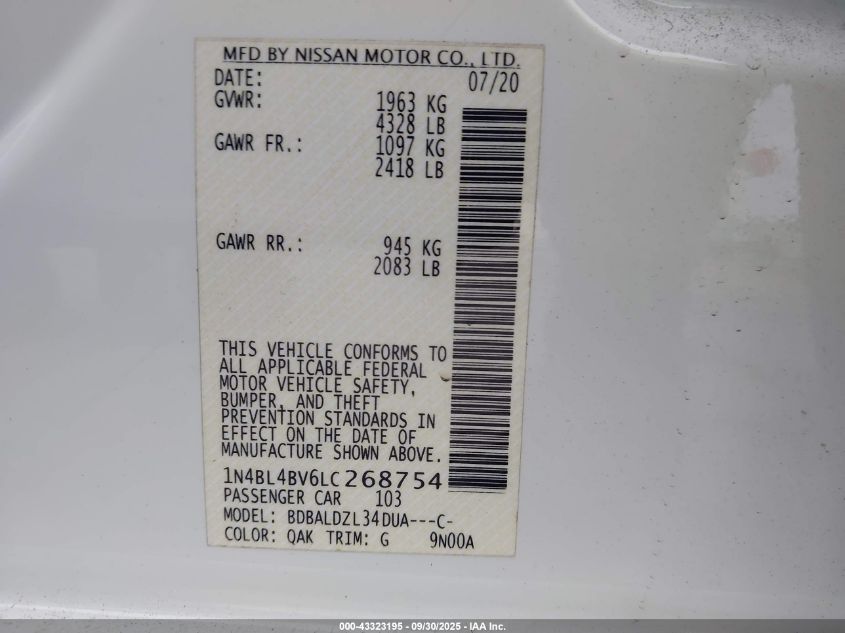 MFD BY NISSAN MOTOR CO., LTD.
DATE: 07/20
GVWR: 1963 KG
4328 LB
GAWR FR.: 1097 KG
2418 LB
GAWR RR.: 945 KG
2083 LB
THIS VEHICLE CONFORMS TO
ALL APPLICABLE FEDERAL
MOTOR VEHICLE SAFETY,
BUMPER, AND THEFT
PREVENTION STANDARDS IN
EFFECT ON THE DATE OF
MANUFACTURE SHOWN ABOVE.
1N4BL4BV6LC268754
PASSENGER CAR 103
MODEL: BDBALDZL34DUA---C-
COLOR: QAK TRIM: G 9N00A
000-43323195 - 09/30/2025 - IAA Inc.